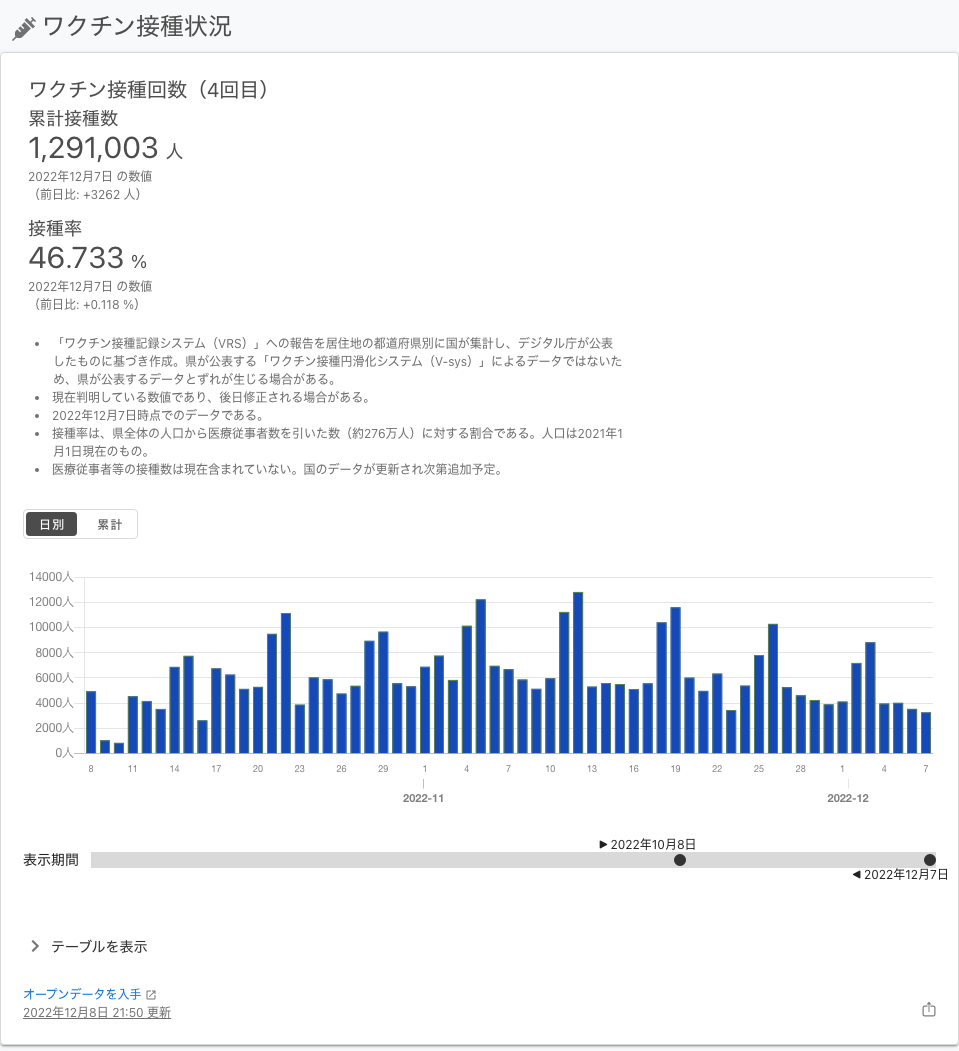 ワクチン接種状況
ワクチン接種回数（4回目）
累計接種数
1,291,003 人
2022年12月7日 の数値
（前日比: +3262 人）
接種率
46.733 %
2022年12月7日 の数値
（前日比: +0.118 %）
• 「ワクチン接種記録システム（VRS）」への報告を居住地の都道府県別に国が集計し、デジタル庁が公表
したものに基づき作成。県が公表する「ワクチン接種円滑化システム（V-sys）」によるデータではないた
め、県が公表するデータとずれが生じる場合がある。
• 現在判明している数値であり、後日修正される場合がある。
• 2022年12月7日時点でのデータである。
• 接種率は、県全体の人口から医療従事者数を引いた数（約276万人）に対する割合である。人口は2021年1
月1日現在のもの。
• 医療従事者等の接種数は現在含まれていない。国のデータが更新され次第追加予定。
日別 累計
14000人
12000人
10000人
8000人
6000人
4000人
2000人
0人
8 11 14 17 20 23 26 29 1 4 7 10 13 16 19 22 25 28 1 4 7
2022-11 2022-12
▶ 2022年10月8日
表示期間
◀ 2022年12月7日
テーブルを表示
オープンデータを入手
2022年12月8日 21:50 更新